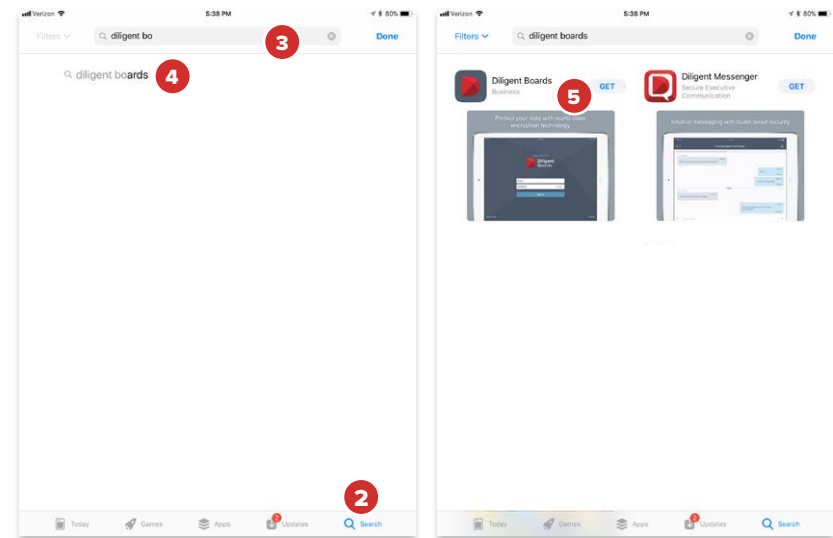 Verizon 5:38 PM 80%
Filters diligent bo 3 Done
diligent boards 4
2
Today Games Apps 2 Updates Search
Verizon 5:38 PM 80%
Filters diligent boards Done
Diligent Boards
Business
5 GET
Protect your data with world-class
encryption technology
Diligent
Boards
Diligent Messenger
Secure Executive
Communication
GET
Intuitive messaging with bullet-proof security
Today Games Apps 2 Updates Search